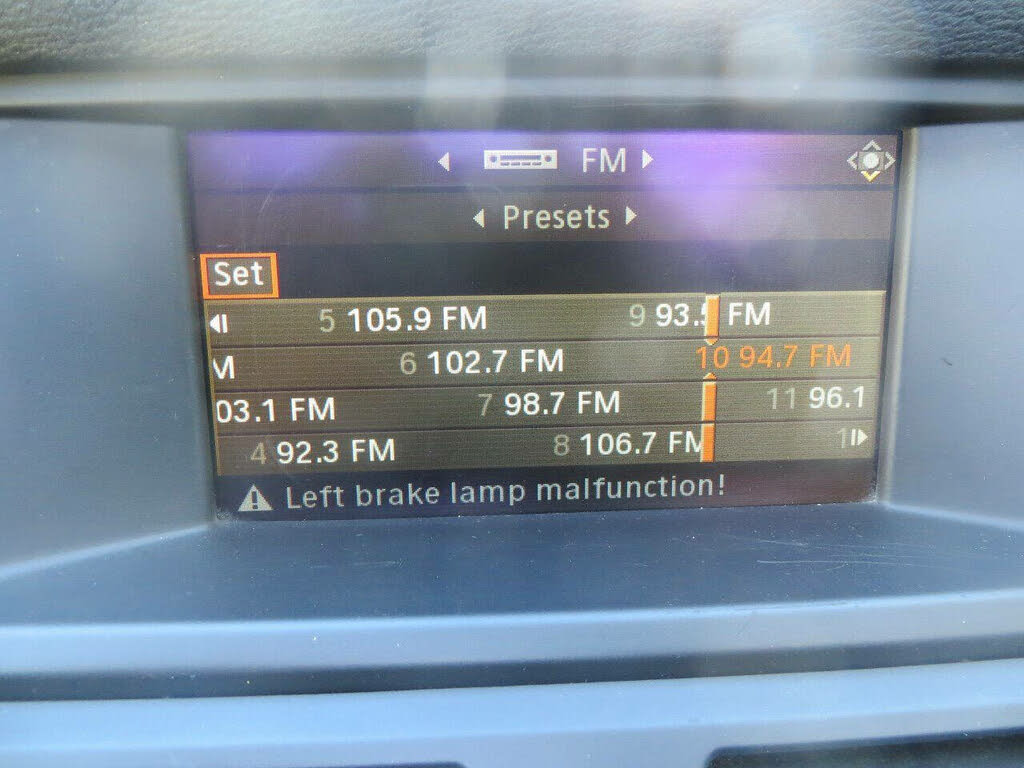 FM
Presets
Set
5 105.9 FM 9 93.5 FM
M 6 102.7 FM 10 94.7 FM
03.1 FM 7 98.7 FM 11 96.1
4 92.3 FM 8 106.7 FM 1
Left brake lamp malfunction!